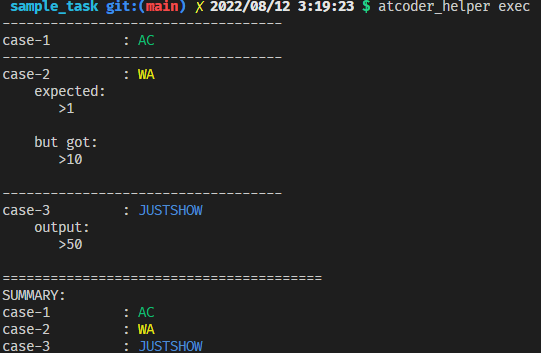 sample_task git:(main) ✗ 2022/08/12 3:19:23 $ atcoder_helper exec
-----------------------------------
case-1         : AC
-----------------------------------
case-2         : WA
    expected:
       >1
    but got:
       >10
-----------------------------------
case-3         : JUSTSHOW
    output:
       >50
========================================
SUMMARY:
case-1         : AC
case-2         : WA
case-3         : JUSTSHOW